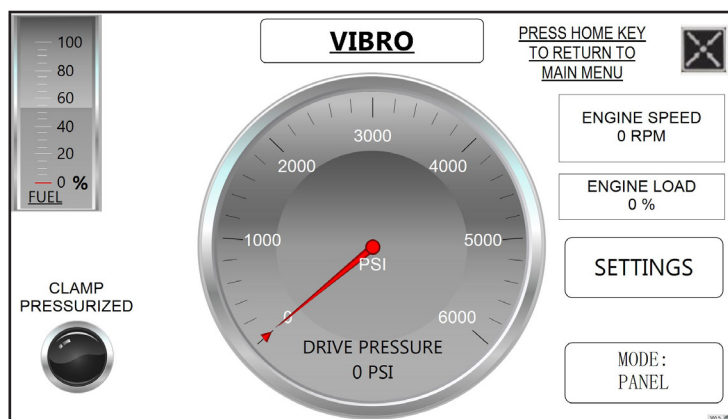 VIBRO
PRESS HOME KEY
TO RETURN TO
MAIN MENU
100
80
60
40
20
0 %
FUEL
3000
2000
4000
1000
5000
PSI
0
6000
DRIVE PRESSURE
0 PSI
ENGINE SPEED
0 RPM
ENGINE LOAD
0 %
SETTINGS
CLAMP
PRESSURIZED
MODE:
PANEL